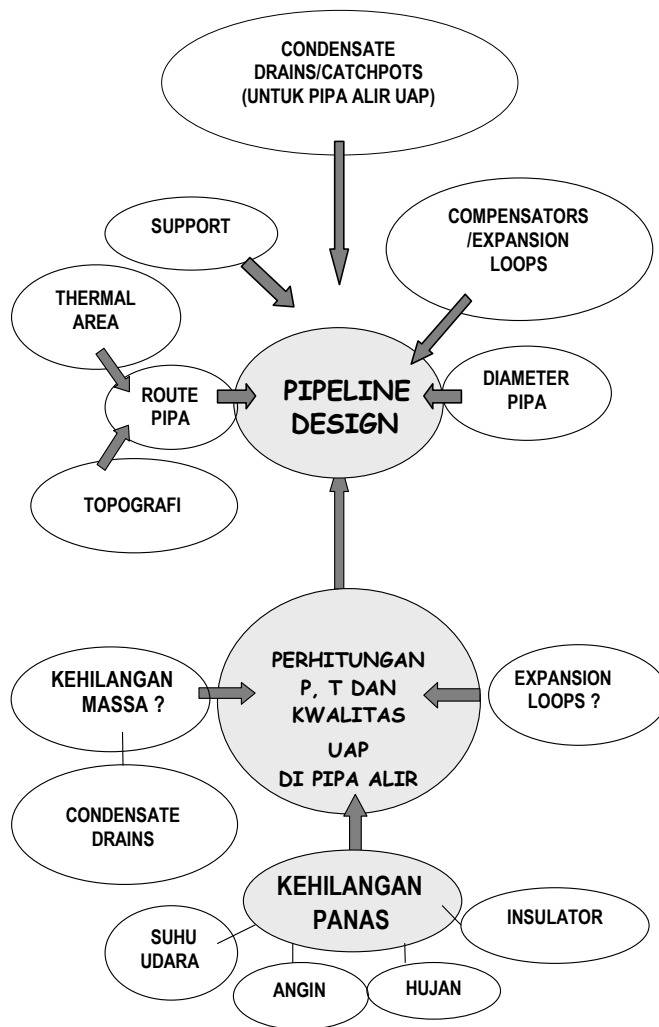 CONDENSATE
DRAINS/CATCHPOTS
(UNTUK PIPA ALIR UAP)
SUPPORT
COMPENSATORS
/EXPANSION
LOOPS
THERMAL
AREA
ROUTE
PIPA
PIPELINE
DESIGN
DIAMETER
PIPA
TOPOGRAFI
PERHITUNGAN
P, T DAN
KWALITAS
UAP
DI PIPA ALIR
KEHILANGAN
MASSA ?
EXPANSION
LOOPS ?
CONDENSATE
DRAINS
KEHILANGAN
PANAS
INSULATOR
SUHU
UDARA
ANGIN
HUJAN